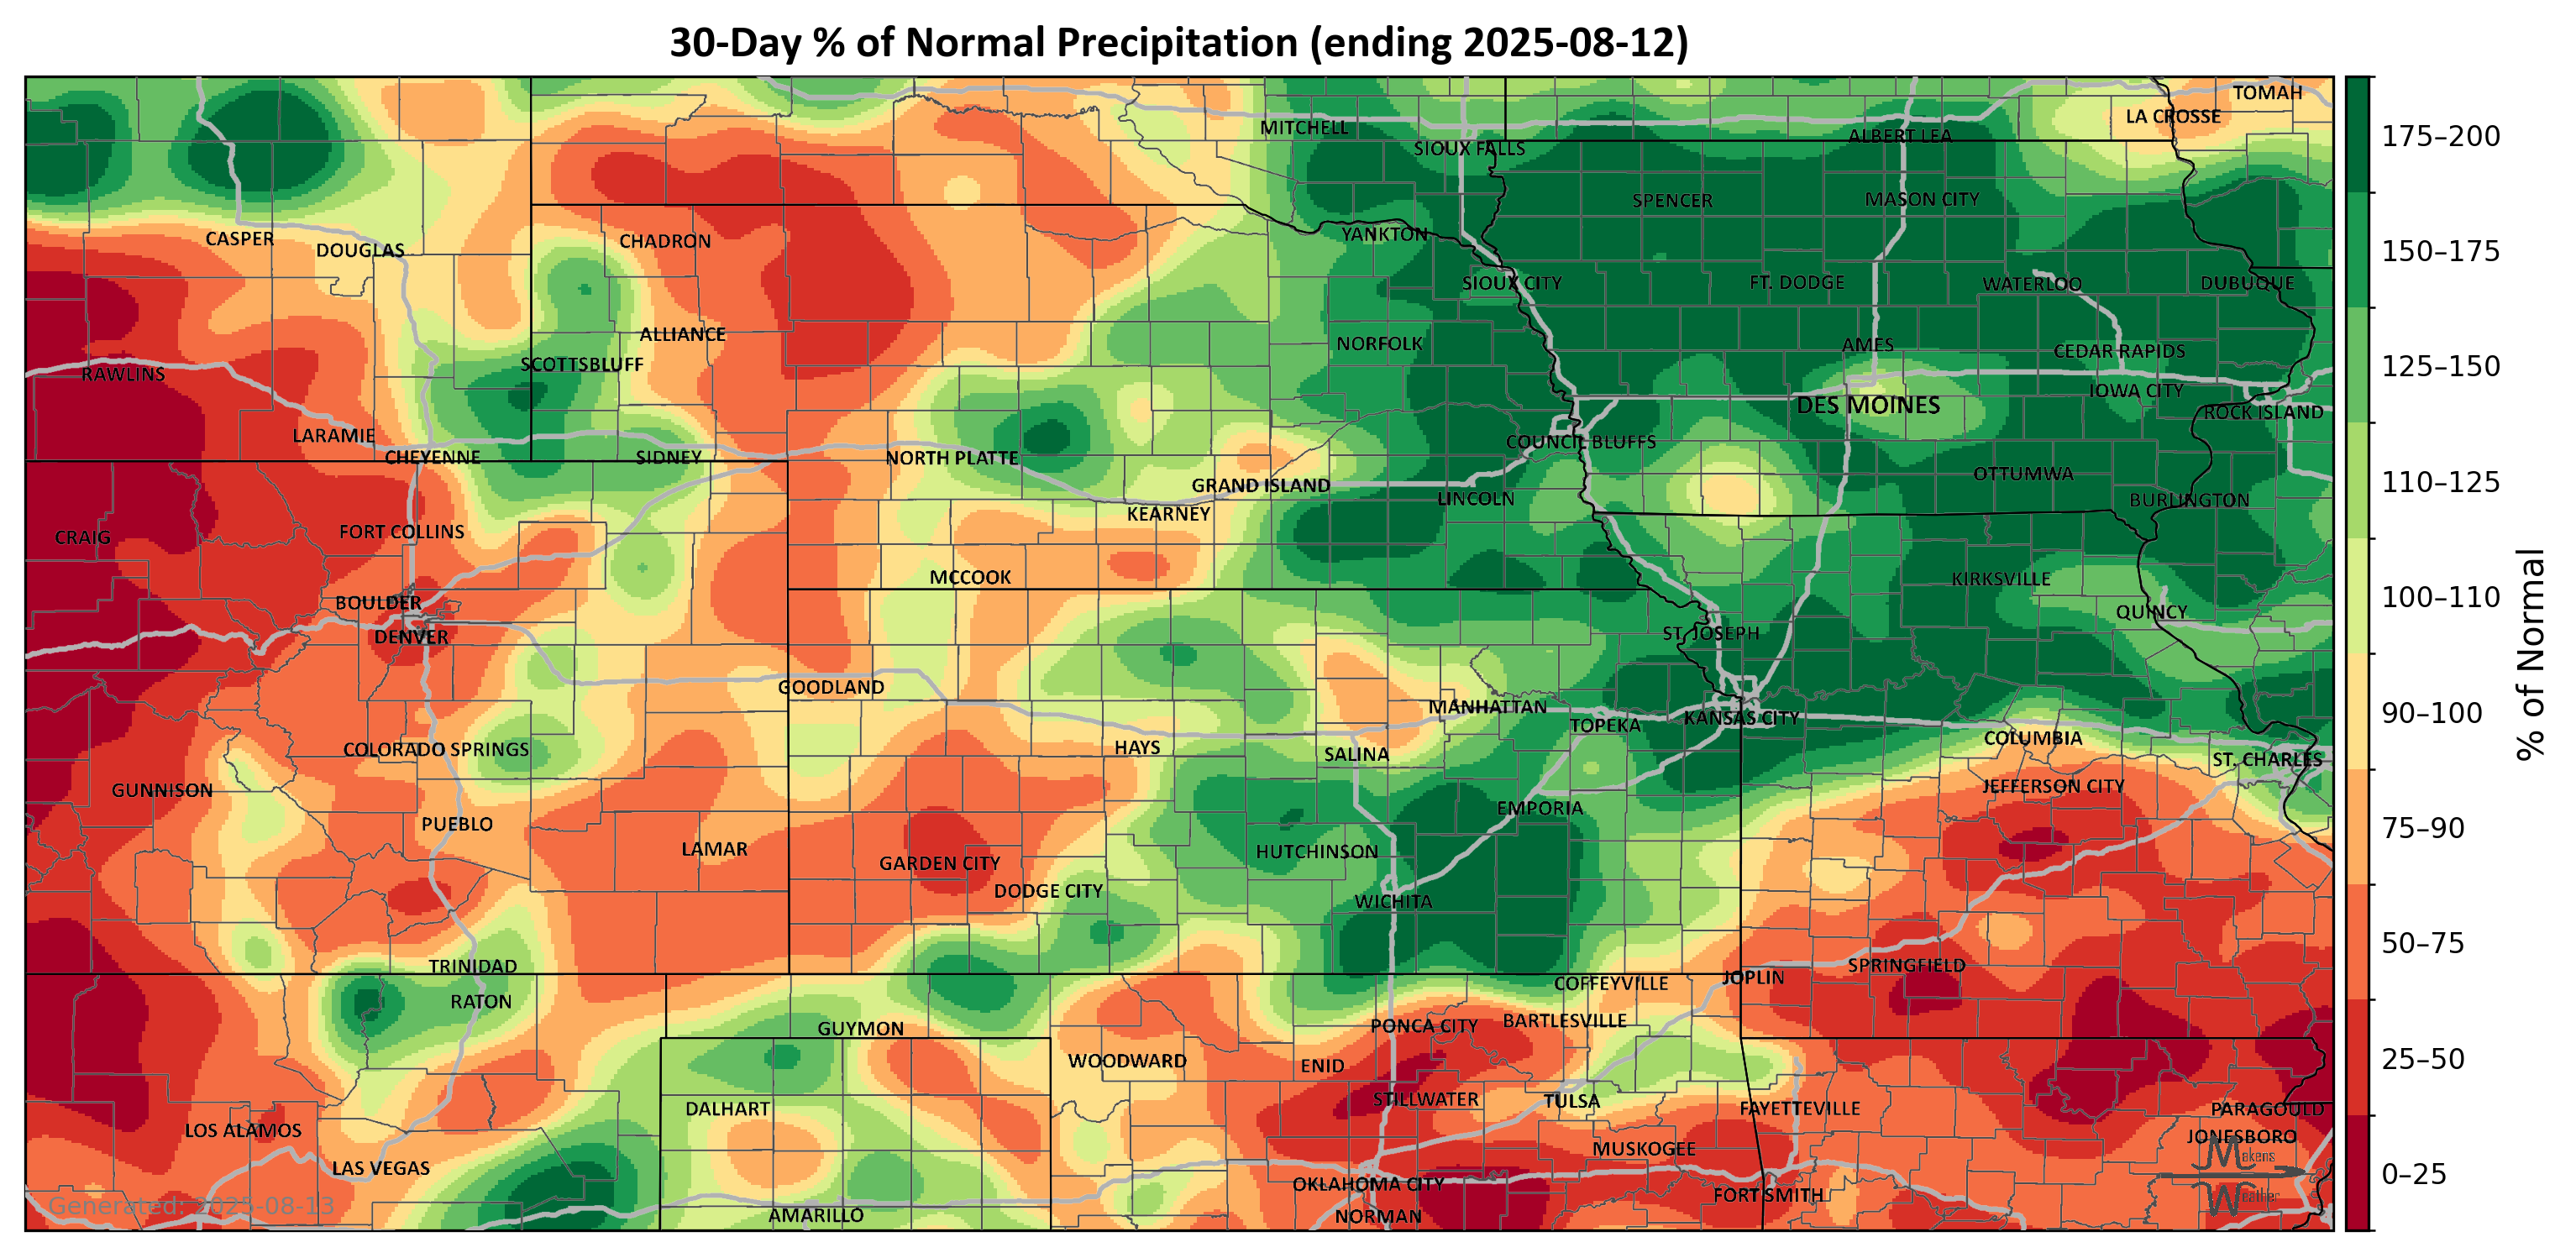 30-Day % of Normal Precipitation (ending 2025-08-12)
TOMAH
LA CROSSE
MITCHELL
ALBERT LEA
SIOUX FALLS
SPENCER
MASON CITY
CASPER
DOUGLAS
CHADRON
YANKTON
SIOUX CITY
FT. DODGE
WATERLOO
DUBUQUE
ALLIANCE
NORFOLK
AMES
CEDAR RAPIDS
SCOTTSBLUFF
RAWLINS
IOWA CITY
DES MOINES
ROCK ISLAND
LARAMIE
COUNCIL BLUFFS
CHEYENNE
SIDNEY
NORTH PLATTE
OTTUMWA
GRAND ISLAND
LINCOLN
BURLINGTON
KEARNEY
CRAIG
FORT COLLINS
MCCOOK
KIRKSVILLE
BOULDER
QUINCY
DENVER
ST. JOSEPH
GOODLAND
MANHATTAN
TOPEKA
KANSAS CITY
COLORADO SPRINGS
HAYS
SALINA
COLUMBIA
ST. CHARLES
GUNNISON
JEFFERSON CITY
PUEBLO
EMPORIA
LAMAR
GARDEN CITY
HUTCHINSON
DODGE CITY
WICHITA
TRINIDAD
SPRINGFIELD
RATON
COFFEYVILLE
JOPLIN
GUYMON
PONCA CITY
BARTLESVILLE
WOODWARD
ENID
DALHART
STILLWATER
TULSA
FAYETTEVILLE
PARAGOULD
LOS ALAMOS
JONESBORO
MUSKOGEE
LAS VEGAS
OKLAHOMA CITY
FORT SMITH
AMARILLO
NORMAN
Generated: 2025-08-13
Makens
Weather
175–200
150–175
125–150
110–125
100–110
90–100
75–90
50–75
25–50
0–25
% of Normal